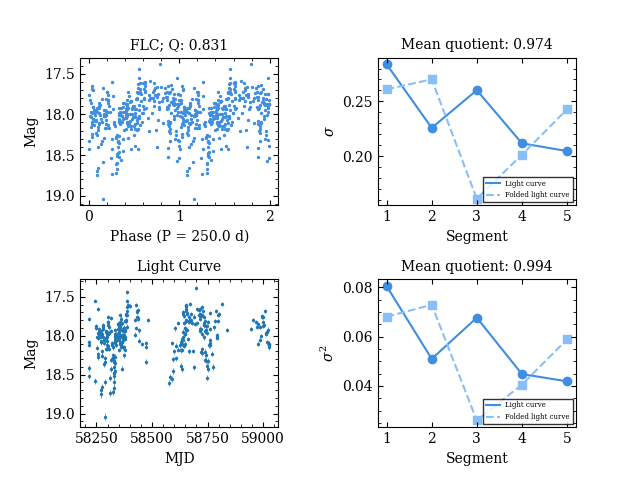 FLC; Q: 0.831
Mag
17.5
18.0
18.5
19.0
0
1
2
Phase (P = 250.0 d)
Mean quotient: 0.974
σ
0.25
0.20
1
2
3
4
5
Segment
Light curve
Folded light curve
Light Curve
Mag
17.5
18.0
18.5
19.0
58250
58500
58750
59000
MJD
Mean quotient: 0.994
σ²
0.08
0.06
0.04
1
2
3
4
5
Segment
Light curve
Folded light curve